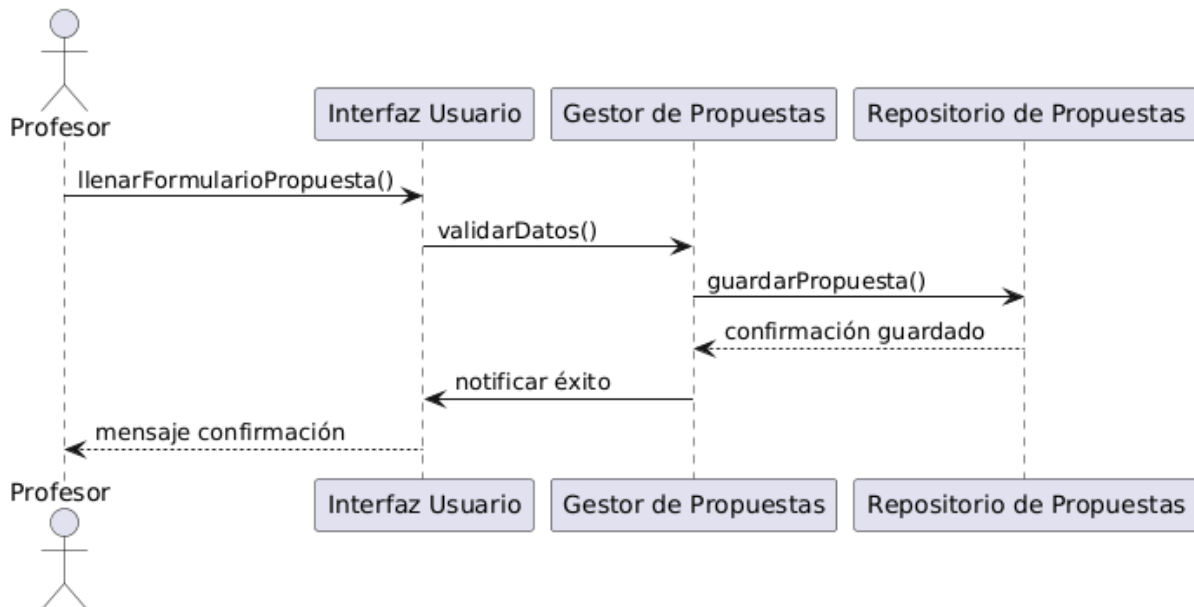 Profesor
Interfaz Usuario
Gestor de Propuestas
Repositorio de Propuestas
llenarFormularioPropuesta()
validarDatos()
guardarPropuesta()
confirmación guardado
notificar éxito
mensaje confirmación
Profesor
Interfaz Usuario
Gestor de Propuestas
Repositorio de Propuestas